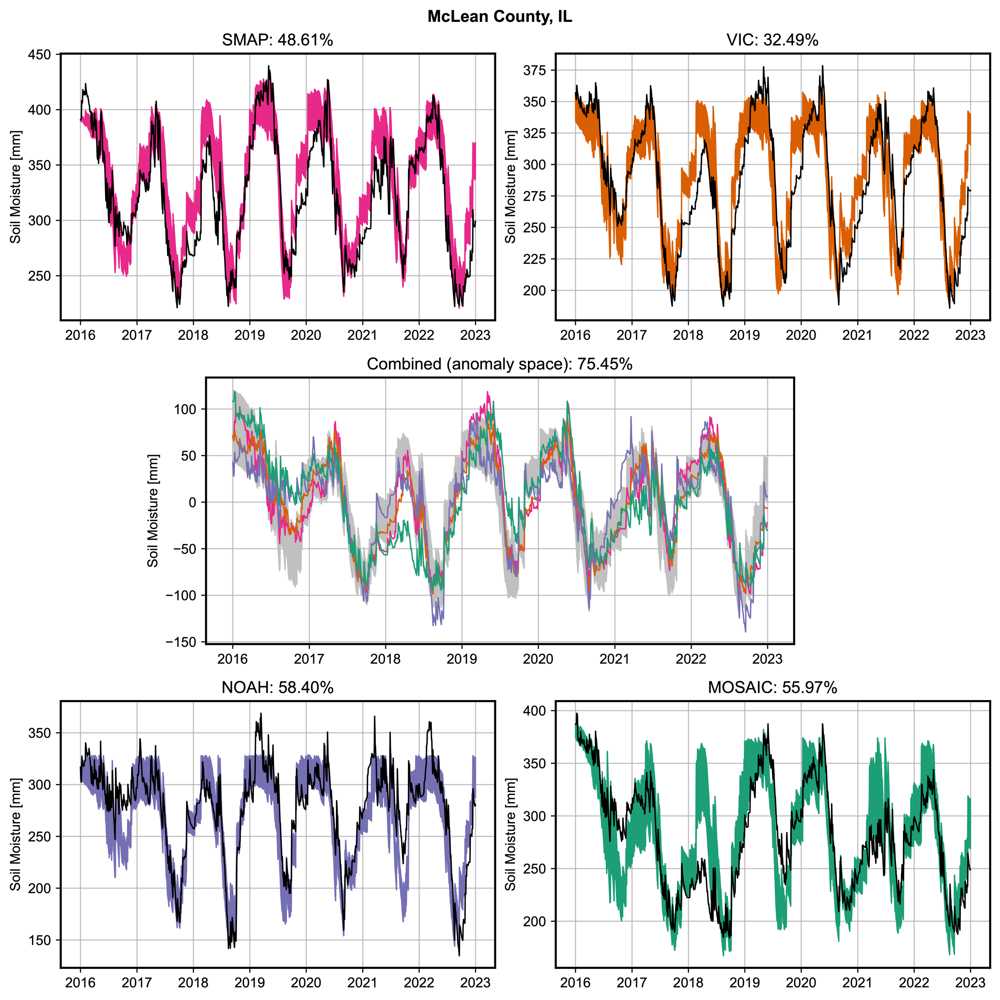 McLean County, IL
SMAP: 48.61%
Soil Moisture [mm]
450
400
350
300
250
2016 2017 2018 2019 2020 2021 2022 2023
VIC: 32.49%
Soil Moisture [mm]
375
350
325
300
275
250
225
200
2016 2017 2018 2019 2020 2021 2022 2023
Combined (anomaly space): 75.45%
Soil Moisture [mm]
100
50
0
−50
−100
−150
2016 2017 2018 2019 2020 2021 2022 2023
NOAH: 58.40%
Soil Moisture [mm]
350
300
250
200
150
2016 2017 2018 2019 2020 2021 2022 2023
MOSAIC: 55.97%
Soil Moisture [mm]
400
350
300
250
200
2016 2017 2018 2019 2020 2021 2022 2023